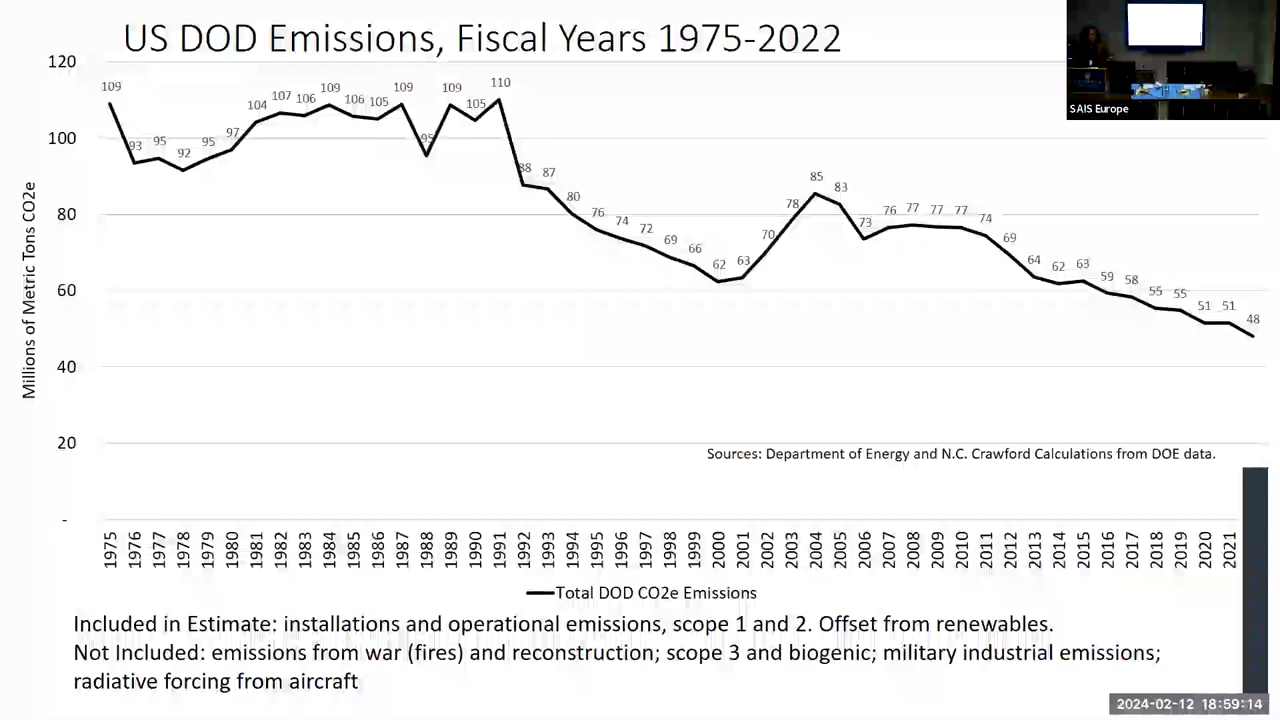 US DOD Emissions, Fiscal Years 1975-2022
SAIS Europe
Millions of Metric Tons CO2e
120
100
80
60
40
20
-
109 93 95 92 95 97 104 107 106 109 106 105 109 95 109 105 110 88 87 80 76 74 72 69 66 62 63 70 78 85 83 73 76 77 77 77 74 69 64 62 63 59 58 55 55 51 51 48
Sources: Department of Energy and N.C. Crawford Calculations from DOE data.
1975 1976 1977 1978 1979 1980 1981 1982 1983 1984 1985 1986 1987 1988 1989 1990 1991 1992 1993 1994 1995 1996 1997 1998 1999 2000 2001 2002 2003 2004 2005 2006 2007 2008 2009 2010 2011 2012 2013 2014 2015 2016 2017 2018 2019 2020 2021
Total DOD CO2e Emissions
Included in Estimate: installations and operational emissions, scope 1 and 2. Offset from renewables.
Not Included: emissions from war (fires) and reconstruction; scope 3 and biogenic; military industrial emissions;
radiative forcing from aircraft
2024-02-12 18:59:14